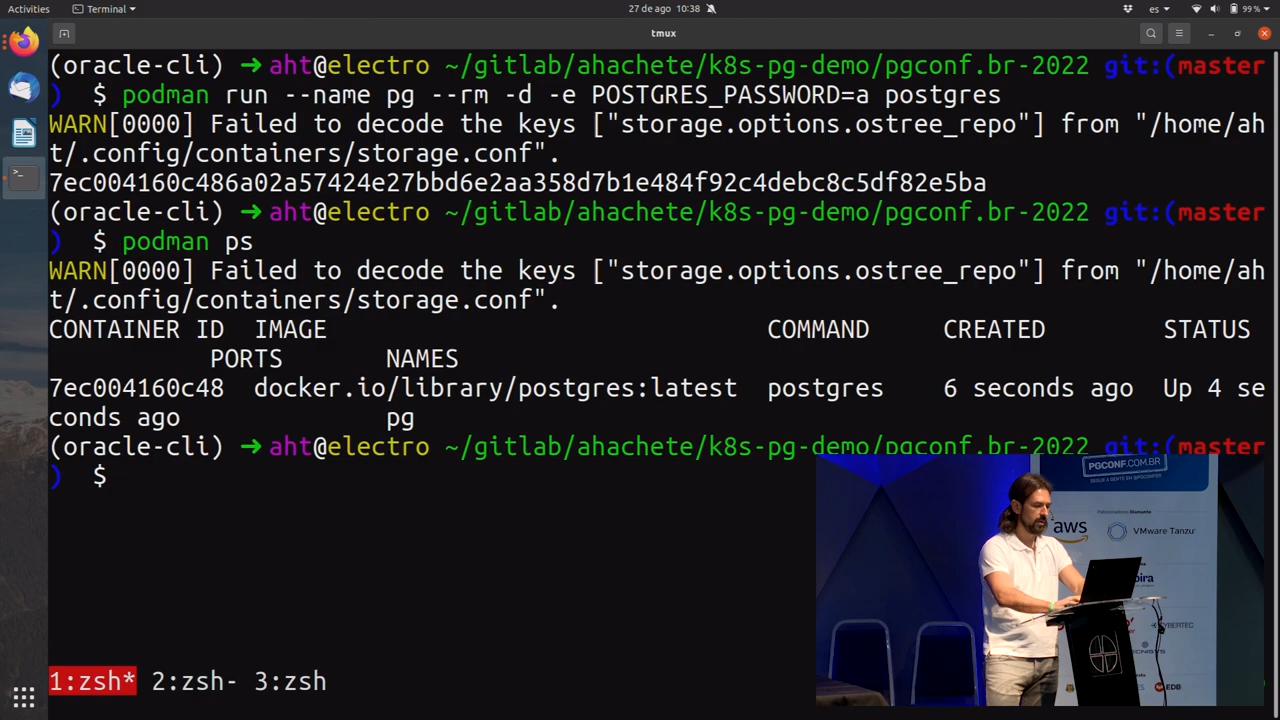 Activities
Terminal
27 de ago 10:38
es
99 %
tmux
(oracle-cli) ➜ aht@electro ~/gitlab/ahachete/k8s-pg-demo/pgconf.br-2022 git:(master
) $ podman run --name pg --rm -d -e POSTGRES_PASSWORD=a postgres
WARN[0000] Failed to decode the keys ["storage.options.ostree_repo"] from "/home/ah
t/.config/containers/storage.conf".
7ec004160c486a02a57424e27bbd6e2aa358d7b1e484f92c4debc8c5df82e5ba
(oracle-cli) ➜ aht@electro ~/gitlab/ahachete/k8s-pg-demo/pgconf.br-2022 git:(master
) $ podman ps
WARN[0000] Failed to decode the keys ["storage.options.ostree_repo"] from "/home/ah
t/.config/containers/storage.conf".
CONTAINER ID IMAGE COMMAND CREATED STATUS
PORTS NAMES
7ec004160c48 docker.io/library/postgres:latest postgres 6 seconds ago Up 4 se
conds ago pg
(oracle-cli) ➜ aht@electro ~/gitlab/ahachete/k8s-pg-demo/pgconf.br-2022 git:(master
) $
PGCONF.COM.BR
aws
VMware Tanzu
CYBERTEC
EDB
1:zsh* 2:zsh- 3:zsh